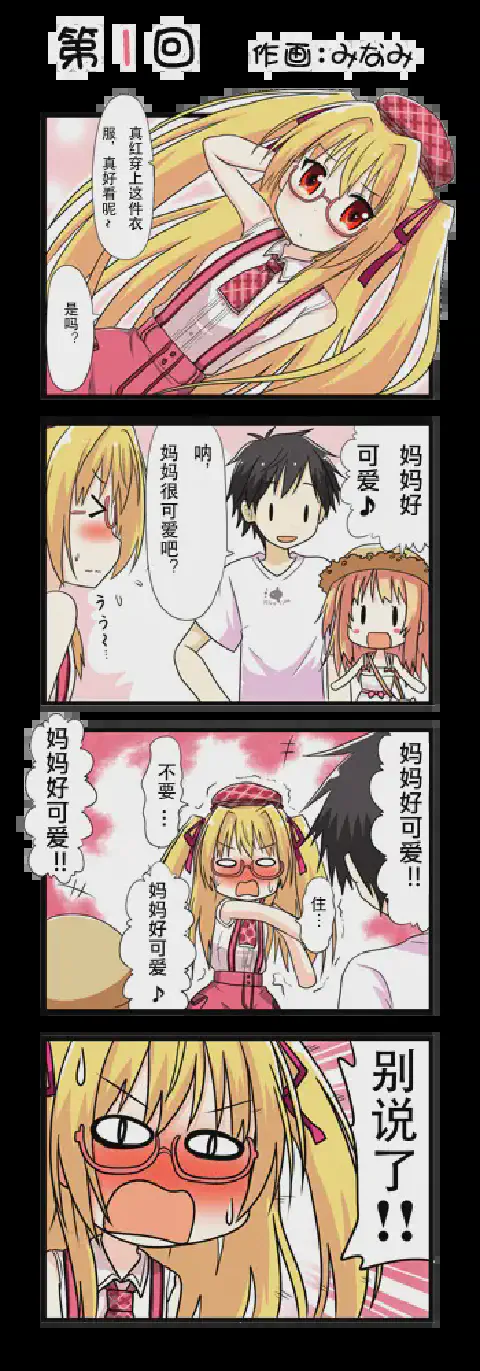 第1回
作画:みなみ
真红穿上这件衣
服，真好看呢~
是吗?
妈妈好
可爱♪
呐,
妈妈很可爱吧?
うう~…
妈妈好可爱!!
不要…
妈妈好可爱!!
住…
妈妈好可爱♪
别说了!!